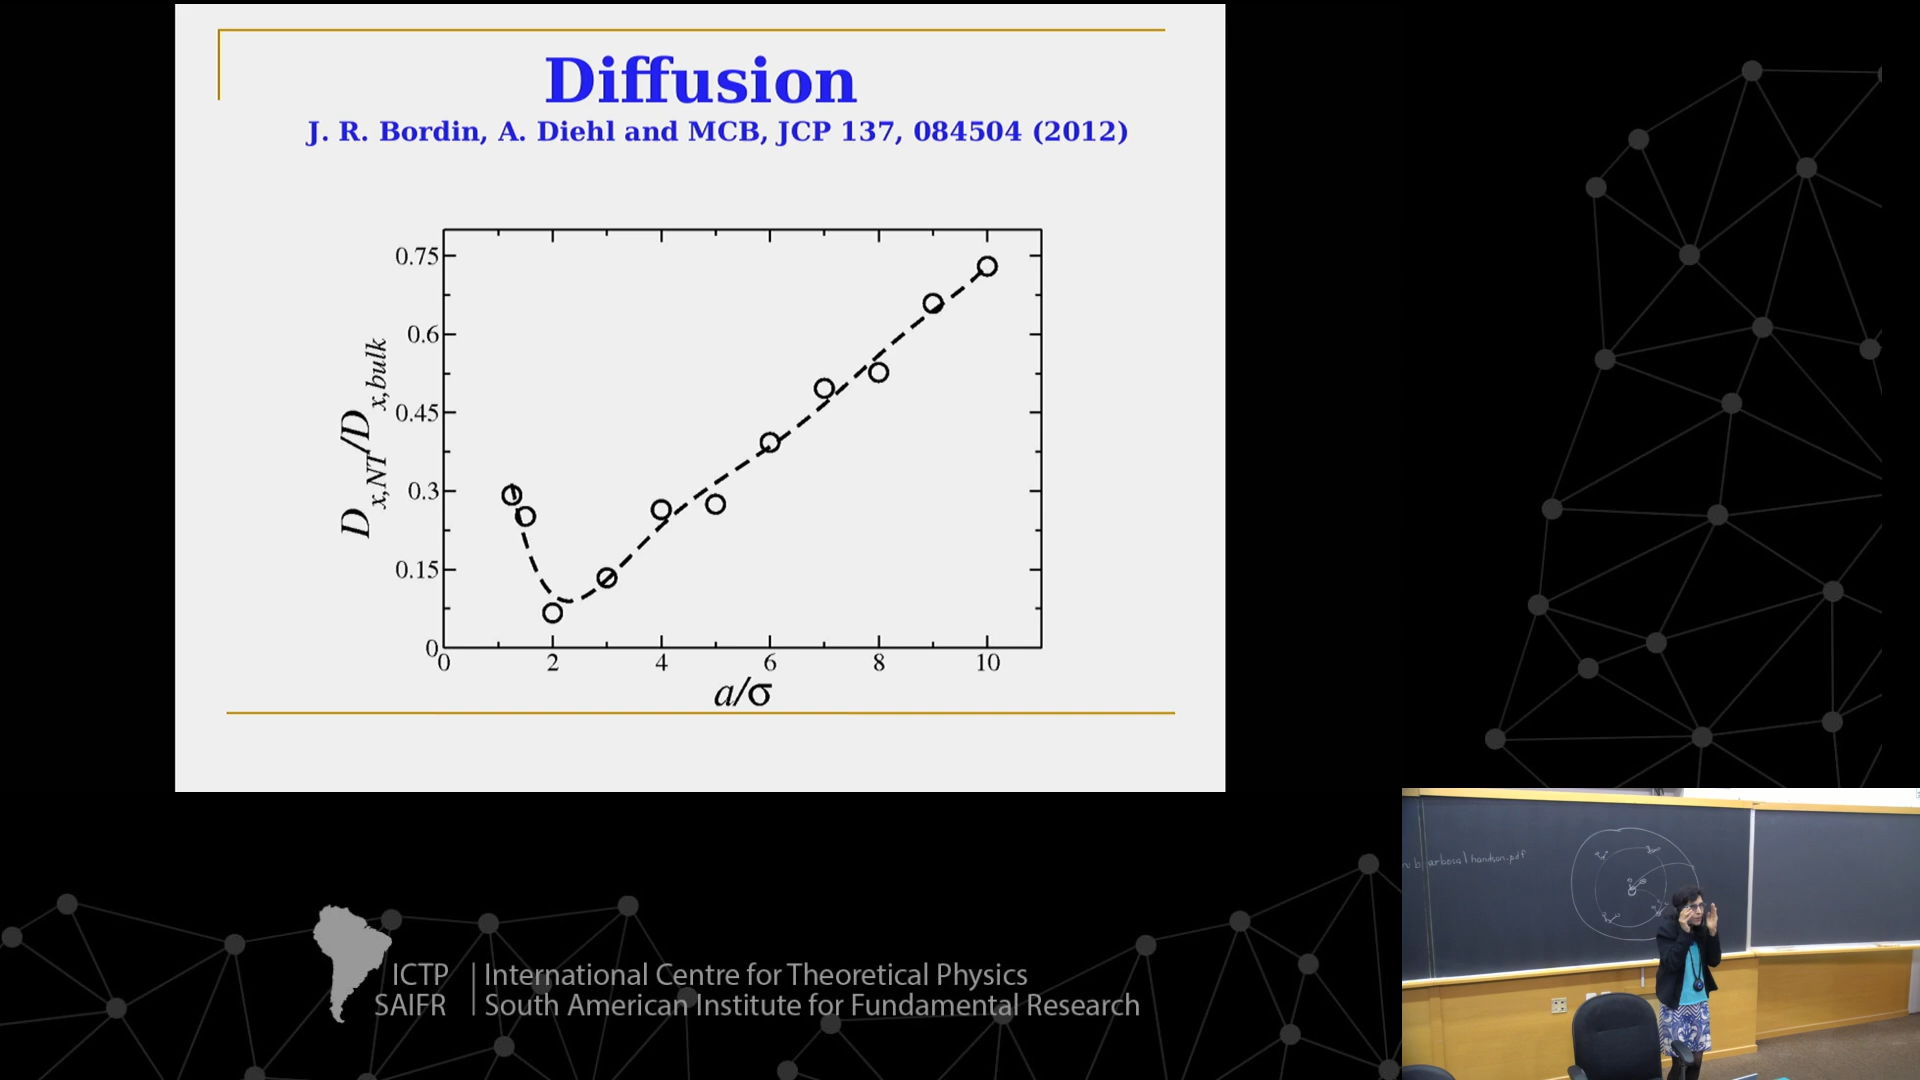 Diffusion
J. R. Bordin, A. Diehl and MCB, JCP 137, 084504 (2012)
0.75
0.6
0.45
0.3
0.15
0
0 2 4 6 8 10
D x,NT/D x,bulk
a/σ
arbosa1handson.pdf
ICTP
SAIFR
International Centre for Theoretical Physics
South American Institute for Fundamental Research